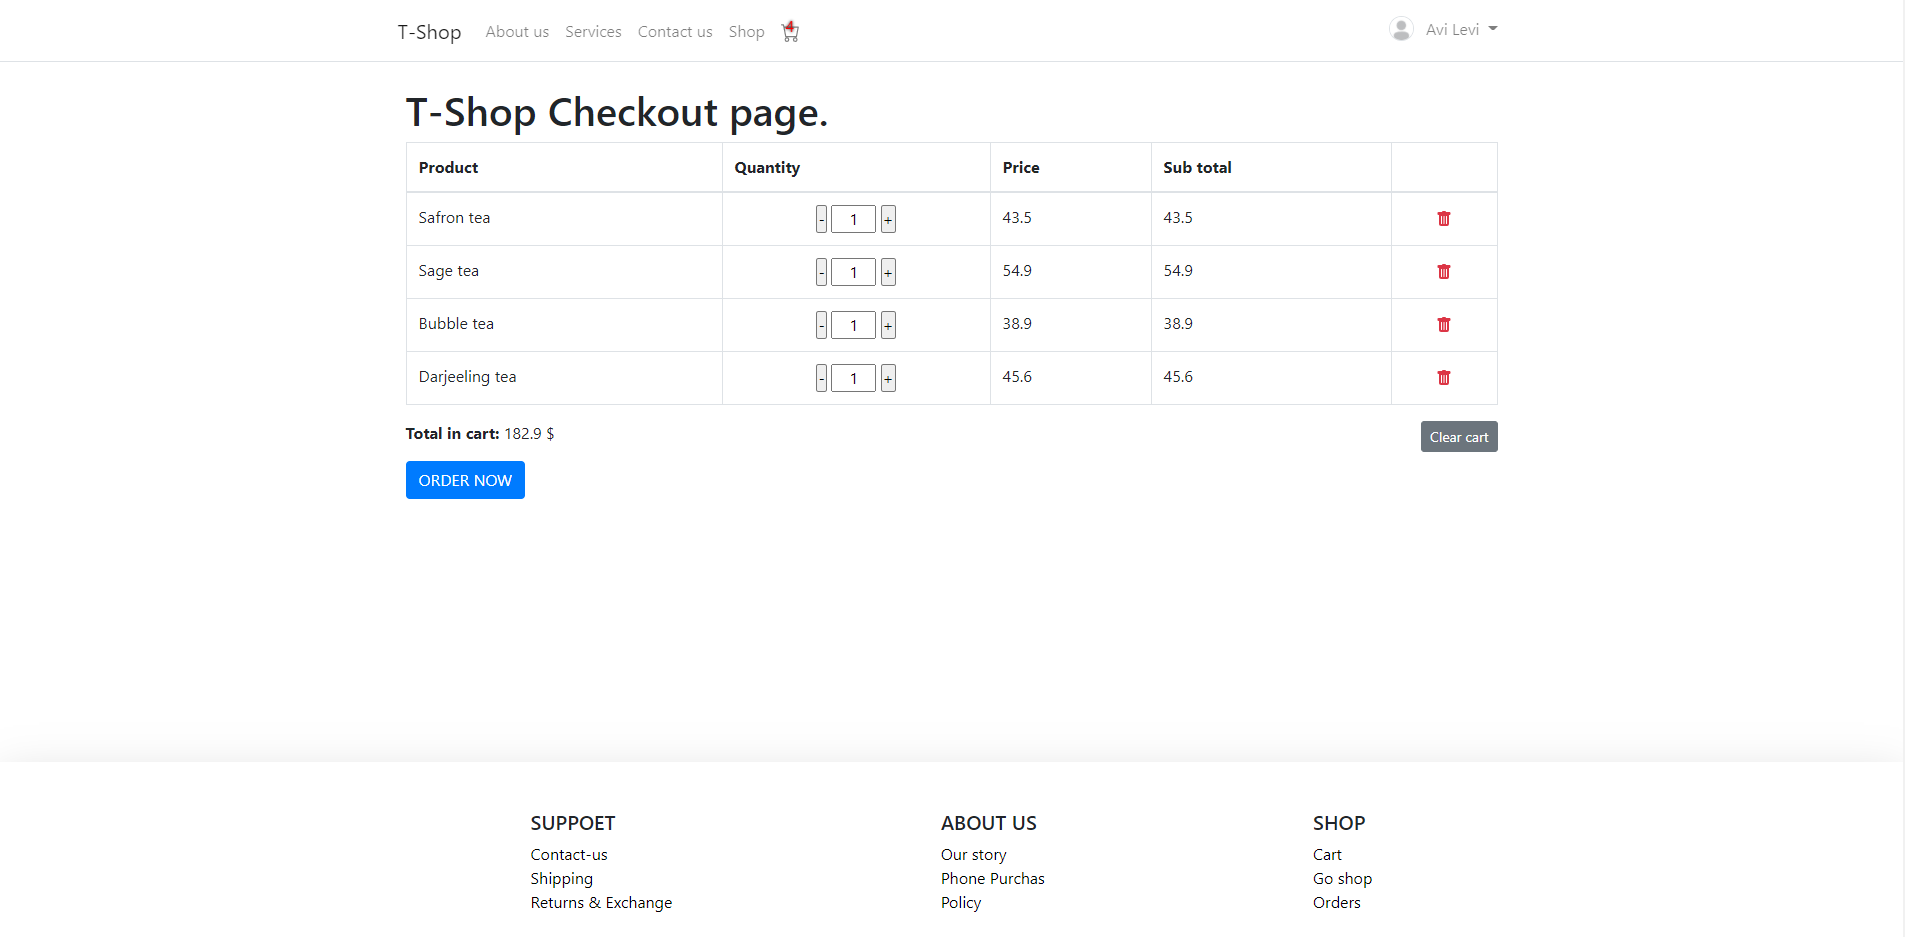 T-Shop About us Services Contact us Shop 4 Avi Levi
T-Shop Checkout page.
Product Quantity Price Sub total
Safron tea - 1 + 43.5 43.5
Sage tea - 1 + 54.9 54.9
Bubble tea - 1 + 38.9 38.9
Darjeeling tea - 1 + 45.6 45.6
Total in cart: 182.9 $ Clear cart
ORDER NOW
SUPPOET ABOUT US SHOP
Contact-us Our story Cart
Shipping Phone Purchas Go shop
Returns & Exchange Policy Orders